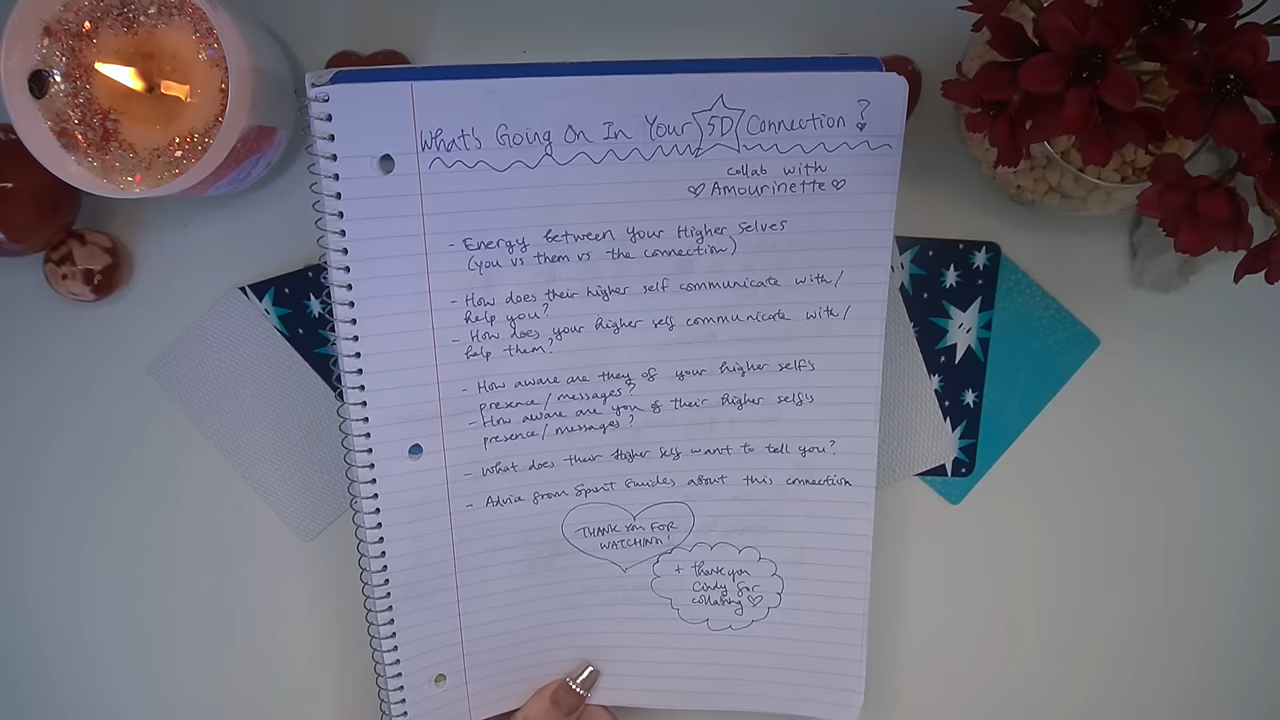 What's Going On In Your 5D Connection?
collab with
♡ Amourinette ♡
- Energy between your Higher selves
(you vs them vs the connection)
- How does their higher self communicate with/
help you?
- How does your higher self communicate with/
help them?
- How aware are they of your higher self's
presence/messages?
- How aware are you of their higher self's
presence/messages?
- What does their Higher self want to tell you?
- Advice from Spirit Guides about this connection
THANK YOU FOR
WATCHING!
+ thank you
Cindy for
collabing ♡